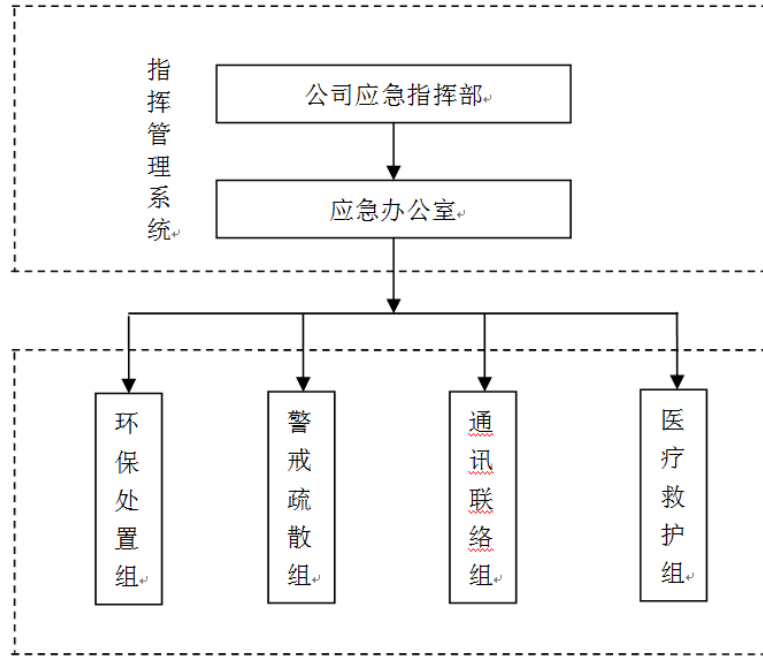 指挥管理系统
公司应急指挥部
应急办公室
环保处置组
警戒疏散组
通讯联络组
医疗救护组